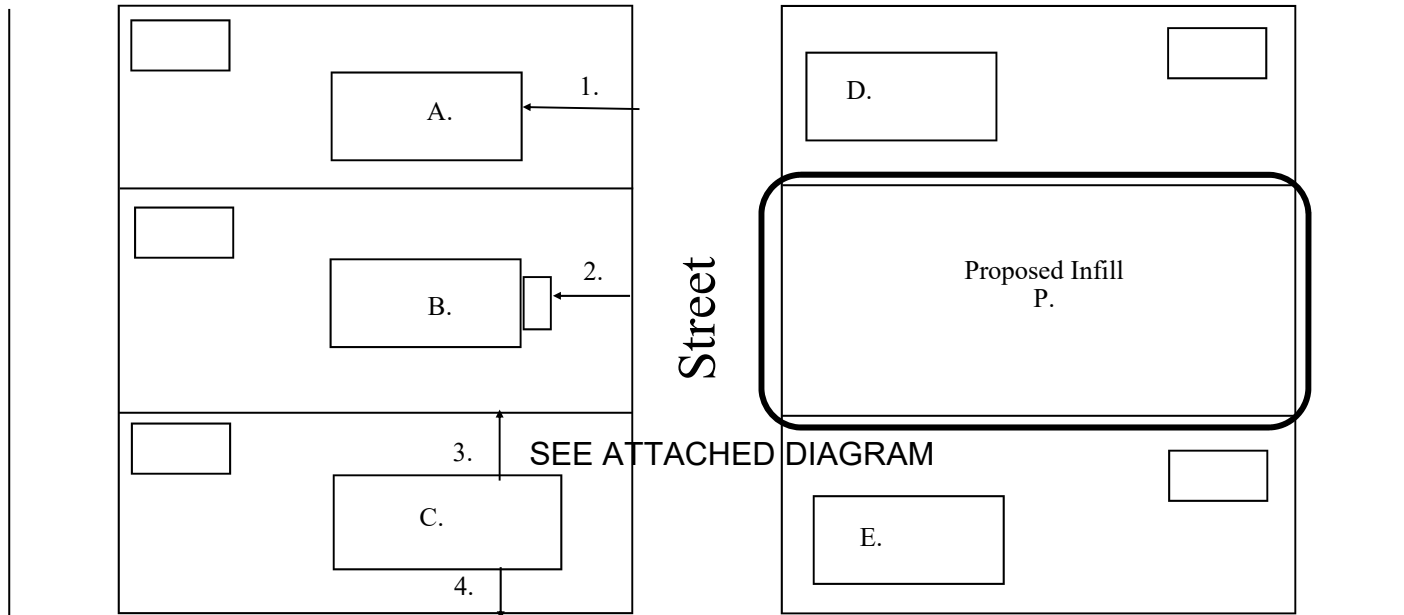 1.
A.
D.
2.
B.
Street
Proposed Infill
P.
3.
SEE ATTACHED DIAGRAM
C.
E.
4.